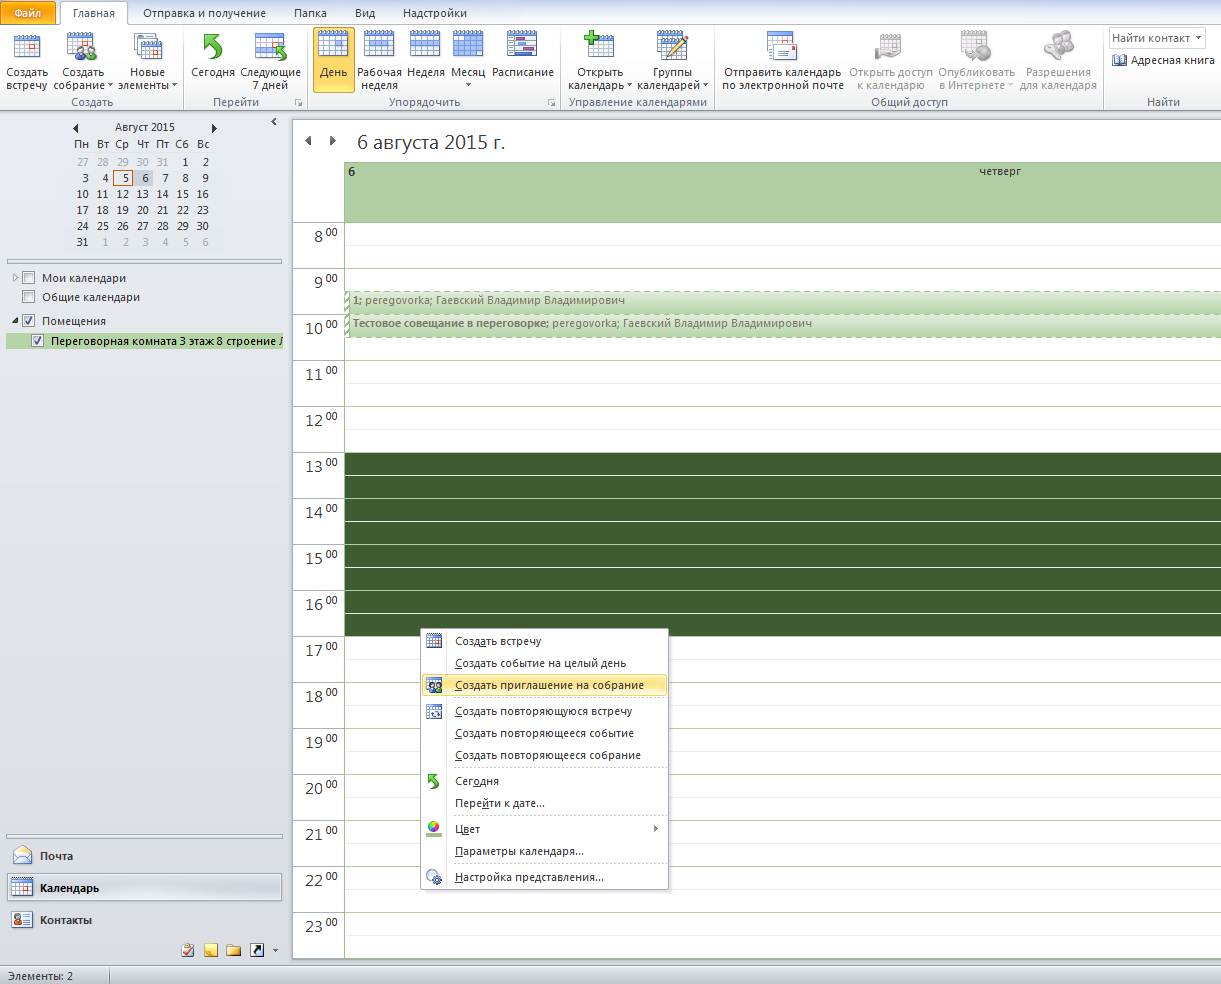 Файл Главная Отправка и получение Папка Вид Надстройки
Создать встречу
Создать собрание
Новые элементы
Создать
Сегодня
Следующие 7 дней
Перейти
День
Рабочая неделя
Неделя
Месяц
Расписание
Упорядочить
Открыть календарь
Группы календарей
Управление календарями
Отправить календарь по электронной почте
Открыть доступ к календарю
Опубликовать в Интернете
Разрешения для календаря
Общий доступ
Найти контакт
Адресная книга
Найти
Август 2015
Пн Вт Ср Чт Пт Сб Вс
27 28 29 30 31 1 2
3 4 5 6 7 8 9
10 11 12 13 14 15 16
17 18 19 20 21 22 23
24 25 26 27 28 29 30
31 1 2 3 4 5 6
Мои календари
Общие календари
Помещения
Переговорная комната 3 этаж 8 строение
Почта
Календарь
Контакты
Элементы: 2
6 августа 2015 г.
6 четверг
8 00
9 00
1; peregovorka; Гаевский Владимир Владимирович
10 00
Тестовое совещание в переговорке; peregovorka; Гаевский Владимир Владимирович
11 00
12 00
13 00
14 00
15 00
16 00
17 00
18 00
19 00
20 00
21 00
22 00
23 00
Создать встречу
Создать событие на целый день
Создать приглашение на собрание
Создать повторяющуюся встречу
Создать повторяющееся событие
Создать повторяющееся собрание
Сегодня
Перейти к дате...
Цвет
Параметры календаря...
Настройка представления...